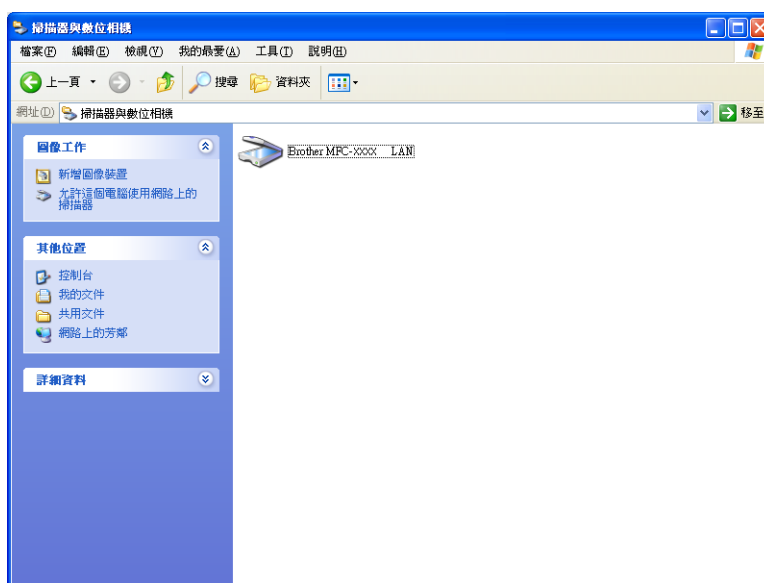 掃描器與數位相機
檔案(F) 編輯(E) 檢視(V) 我的最愛(A) 工具(T) 說明(H)
上一頁 搜尋 資料夾
網址(D) 掃描器與數位相機 移至
圖像工作
新增圖像裝置
允許這個電腦使用網路上的
掃描器
其他位置
控制台
我的文件
共用文件
網路上的芳鄰
詳細資料
Brother MFC-XXXX LAN